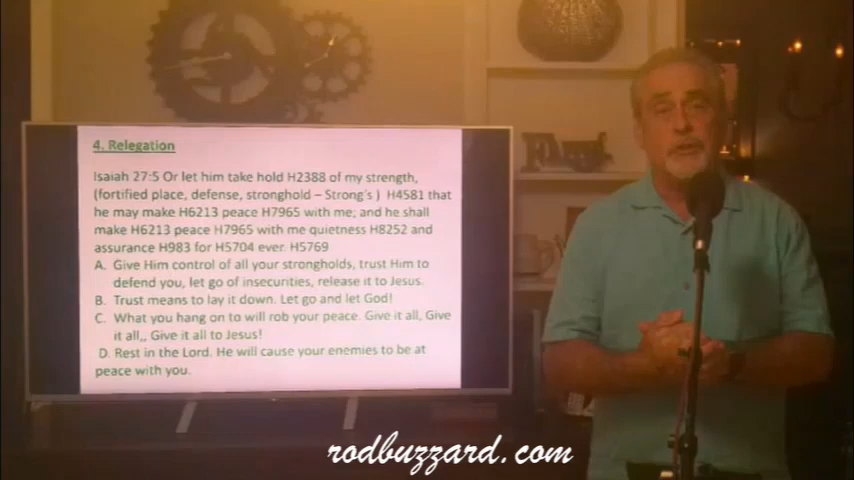 4. Relegation
Isaiah 27:5 Or let him take hold H2388 of my strength,
(fortified place, defense, stronghold – Strong's ) H4581 that
he may make H6213 peace H7965 with me; and he shall
make H6213 peace H7965 with me quietness H8252 and
assurance H983 for H5704 ever. H5769
A. Give Him control of all your strongholds, trust Him to
defend you, let go of insecurities, release it to Jesus.
B. Trust means to lay it down. Let go and let God!
C. What you hang on to will rob your peace. Give it all, Give
it all,, Give it all to Jesus!
D. Rest in the Lord. He will cause your enemies to be at
peace with you.
rodbuzzard.com